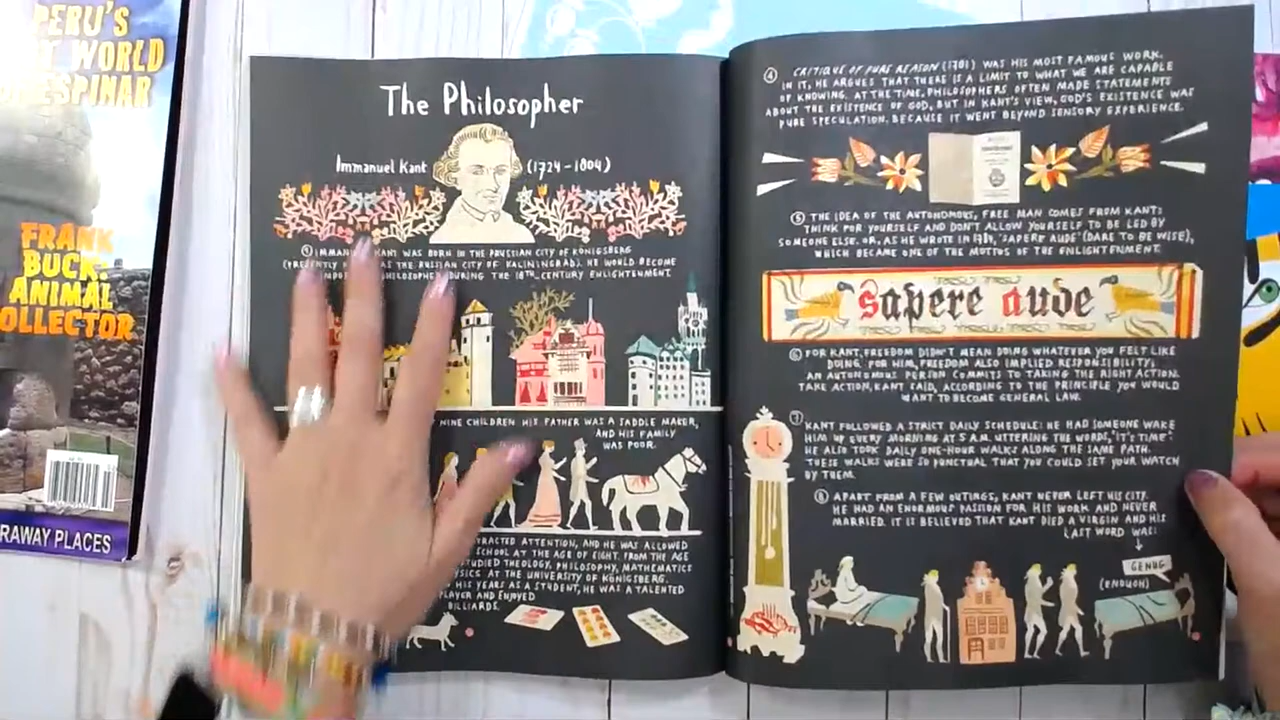 PERU'S
WORLD
ESPINAR
FRANK
BUCK:
ANIMAL
OLLECTOR
RAWAY PLACES
The Philosopher
Immanuel Kant (1724–1804)
① IMMAN KANT WAS BORN IN THE PRUSSIAN CITY OF KÖNIGSBERG
(PRESENTLY AS THE RUSSIAN CITY OF KALININGRAD). HE WOULD BECOME
PHILOSOPHER DURING THE 18TH CENTURY ENLIGHTENMENT.
NINE CHILDREN HIS FATHER WAS A SADDLE MAKER,
AND HIS FAMILY
WAS POOR.
TRACTED ATTENTION, AND HE WAS ALLOWED
SCHOOL AT THE AGE OF EIGHT. FROM THE AGE
TUDIED THEOLOGY, PHILOSOPHY, MATHEMATICS
YSICS AT THE UNIVERSITY OF KÖNIGSBERG.
HIS YEARS AS A STUDENT, HE WAS A TALENTED
PLAYER AND ENJOYED
BILLIARDS.
④ CRITIQUE OF PURE REASON (1781) WAS HIS MOST FAMOUS WORK.
IN IT, HE ARGUES THAT THERE IS A LIMIT TO WHAT WE ARE CAPABLE
OF KNOWING. AT THE TIME, PHILOSOPHERS OFTEN MADE STATEMENTS
ABOUT THE EXISTENCE OF GOD, BUT IN KANT'S VIEW, GOD'S EXISTENCE WAS
PURE SPECULATION, BECAUSE IT WENT BEYOND SENSORY EXPERIENCE.
⑤ THE IDEA OF THE AUTONOMOUS, FREE MAN COMES FROM KANT:
THINK FOR YOURSELF AND DON'T ALLOW YOURSELF TO BE LED BY
SOMEONE ELSE. OR, AS HE WROTE IN 1784, "SAPERE AUDE" (DARE TO BE WISE),
WHICH BECAME ONE OF THE MOTTOS OF THE ENLIGHTENMENT.
sapere aude
⑥ FOR KANT, FREEDOM DIDN'T MEAN DOING WHATEVER YOU FELT LIKE
DOING. FOR HIM, FREEDOM ALSO IMPLIED RESPONSIBILITY:
AN AUTONOMOUS PERSON COMMITS TO TAKING THE RIGHT ACTION.
TAKE ACTION, KANT SAID, ACCORDING TO THE PRINCIPLE YOU WOULD
WANT TO BECOME GENERAL LAW.
⑦ KANT FOLLOWED A STRICT DAILY SCHEDULE: HE HAD SOMEONE WAKE
HIM UP EVERY MORNING AT 5 A.M. UTTERING THE WORDS, "IT'S TIME".
HE ALSO TOOK DAILY ONE-HOUR WALKS ALONG THE SAME PATH.
THESE WALKS WERE SO PUNCTUAL THAT YOU COULD SET YOUR WATCH
BY THEM.
⑧ APART FROM A FEW OUTINGS, KANT NEVER LEFT HIS CITY.
HE HAD AN ENORMOUS PASSION FOR HIS WORK AND NEVER
MARRIED. IT IS BELIEVED THAT KANT DIED A VIRGIN AND HIS
LAST WORD WAS:
GENUG
(ENOUGH)